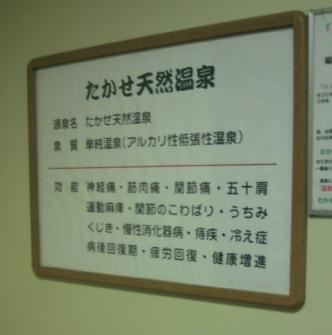 たかせ天然温泉
源泉名 たかせ天然温泉
泉質 単純温泉(アルカリ性低張性温泉)
効能 神経痛・筋肉痛・関節痛・五十肩
運動麻痺・関節のこわばり・うちみ
くじき・慢性消化器病・痔疾・冷え症
病後回復期・疲労回復・健康増進